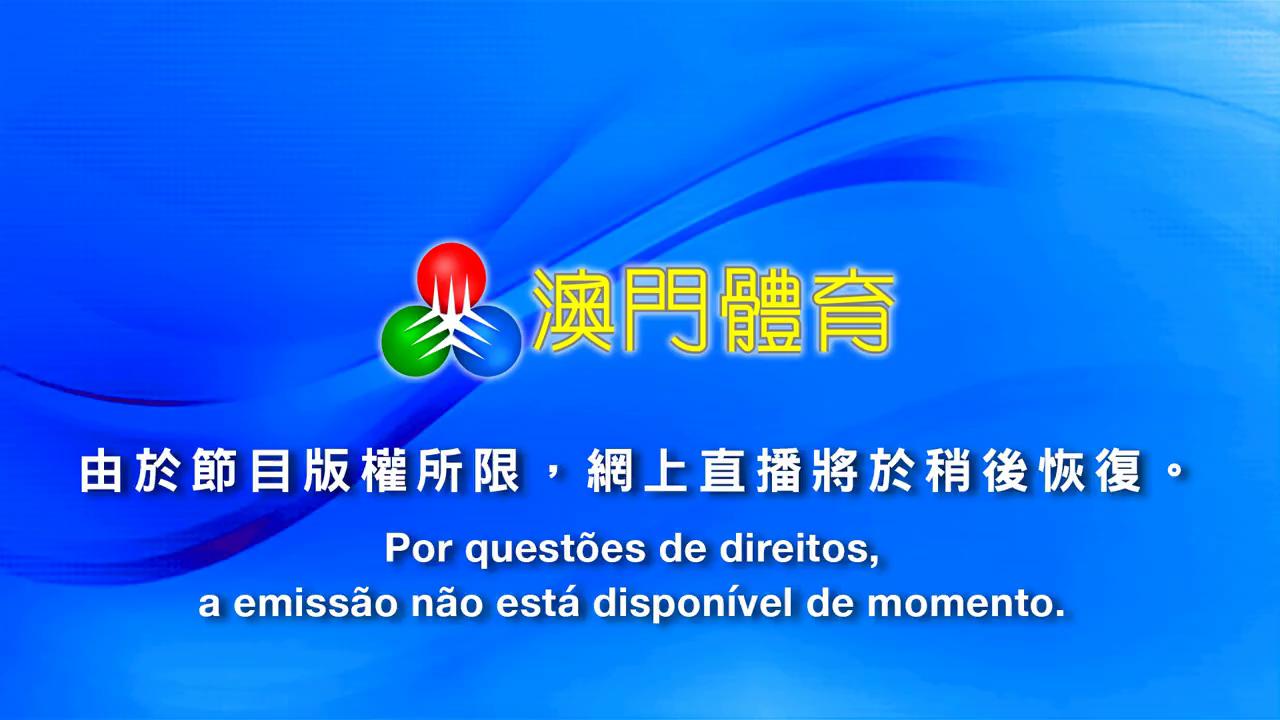 澳門體育
由於節目版權所限，網上直播將於稍後恢復。
Por questões de direitos,
a emissão não está disponível de momento.